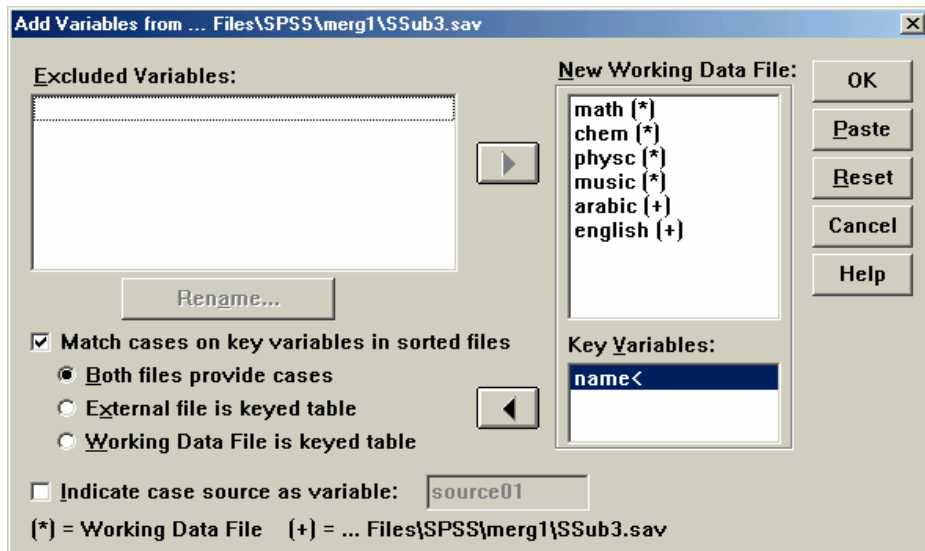 Add Variables from ... Files\SPSS\merg1\SSub3.sav
Excluded Variables:
Rename...
New Working Data File:
math (*)
chem (*)
physc (*)
music (*)
arabic (+)
english (+)
Key Variables:
name<
OK
Paste
Reset
Cancel
Help
Match cases on key variables in sorted files
Both files provide cases
External file is keyed table
Working Data File is keyed table
Indicate case source as variable: source01
(*) = Working Data File (+) = ... Files\SPSS\merg1\SSub3.sav